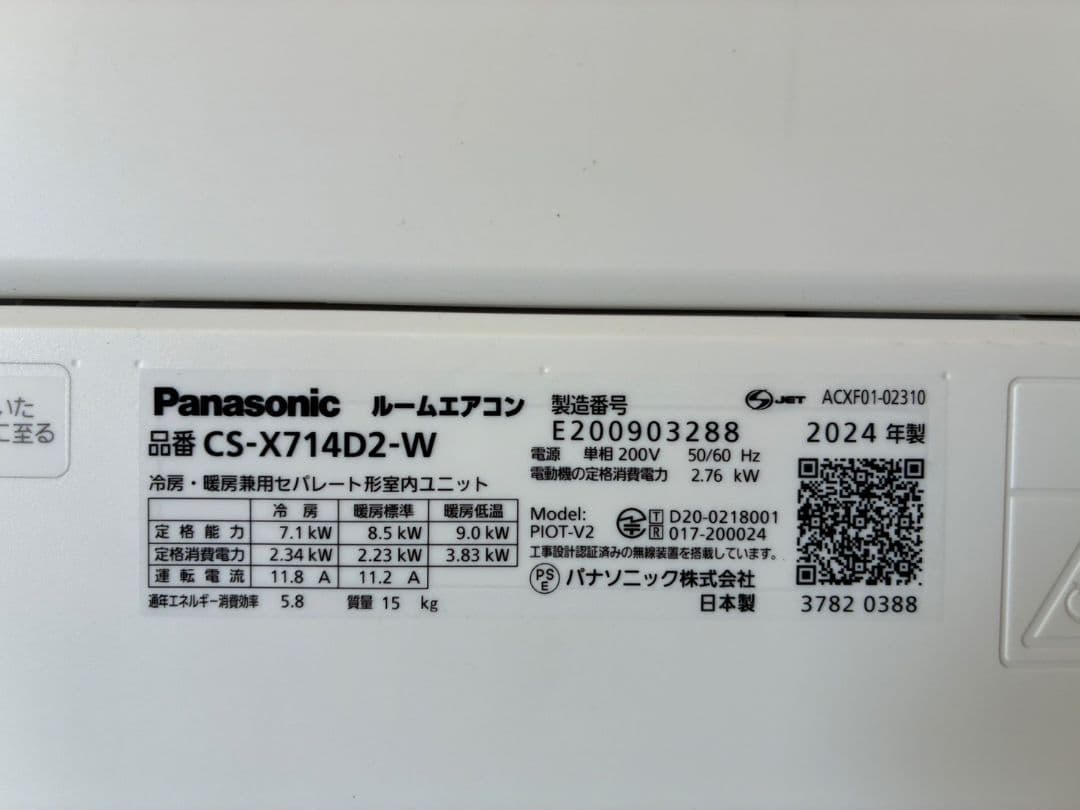 いた
に至る
Panasonic ルームエアコン
品番 CS-X714D2-W
冷房・暖房兼用セパレート形室内ユニット
冷房 暖房標準 暖房低温
定格能力 7.1 kW 8.5 kW 9.0 kW
定格消費電力 2.34 kW 2.23 kW 3.83 kW
運転電流 11.8 A 11.2 A
通年エネルギー消費効率 5.8 質量 15 kg
製造番号
E200903288
電源 単相 200V 50/60 Hz
電動機の定格消費電力 2.76 kW
JET ACXF01-02310
2024 年製
Model:
PIOT-V2
T D20-0218001
R 017-200024
工事設計認証済みの無線装置を搭載しています。
PS
E パナソニック株式会社
日本製 3782 0388